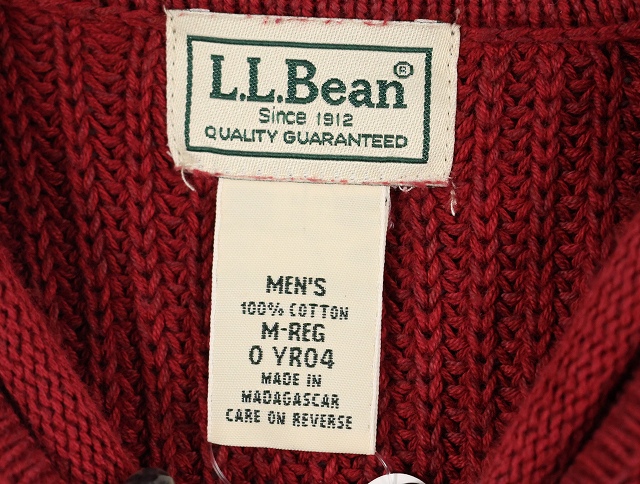 L.L.Bean®
Since 1912
QUALITY GUARANTEED
MEN'S
100% COTTON
M-REG
0 YR04
MADE IN
MADAGASCAR
CARE ON REVERSE